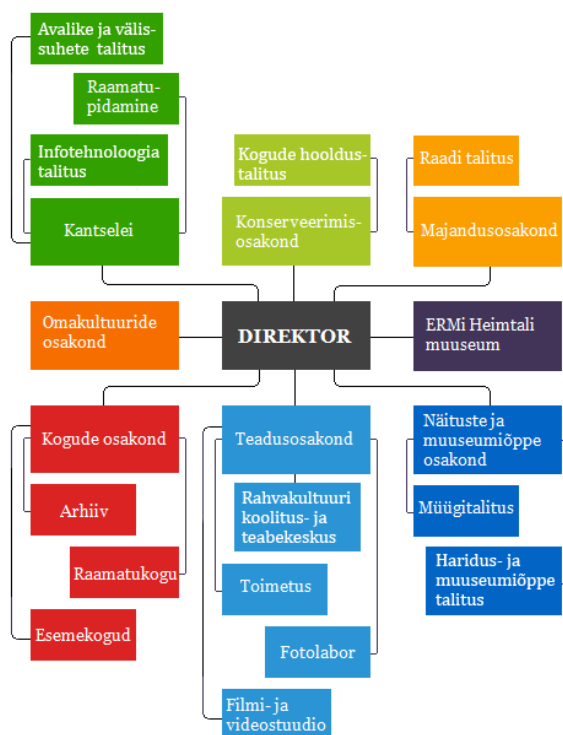 Avalike ja välis-
suhete talitus
Raamatu-
pidamine
Infotehnoloogia
talitus
Kantselei
Kogude hooldus-
talitus
Konserveerimis-
osakond
Raadi talitus
Majandusosakond
Omakultuuride
osakond
DIREKTOR
ERMi Heimtali
muuseum
Kogude osakond
Arhiiv
Raamatukogu
Esemekogud
Teadusosakond
Rahvakultuuri
koolitus- ja
teabekeskus
Toimetus
Fotolabor
Filmi- ja
videostuudio
Näituste ja
muuseumiõppe
osakond
Müügitalitus
Haridus- ja
muuseumiõppe
talitus